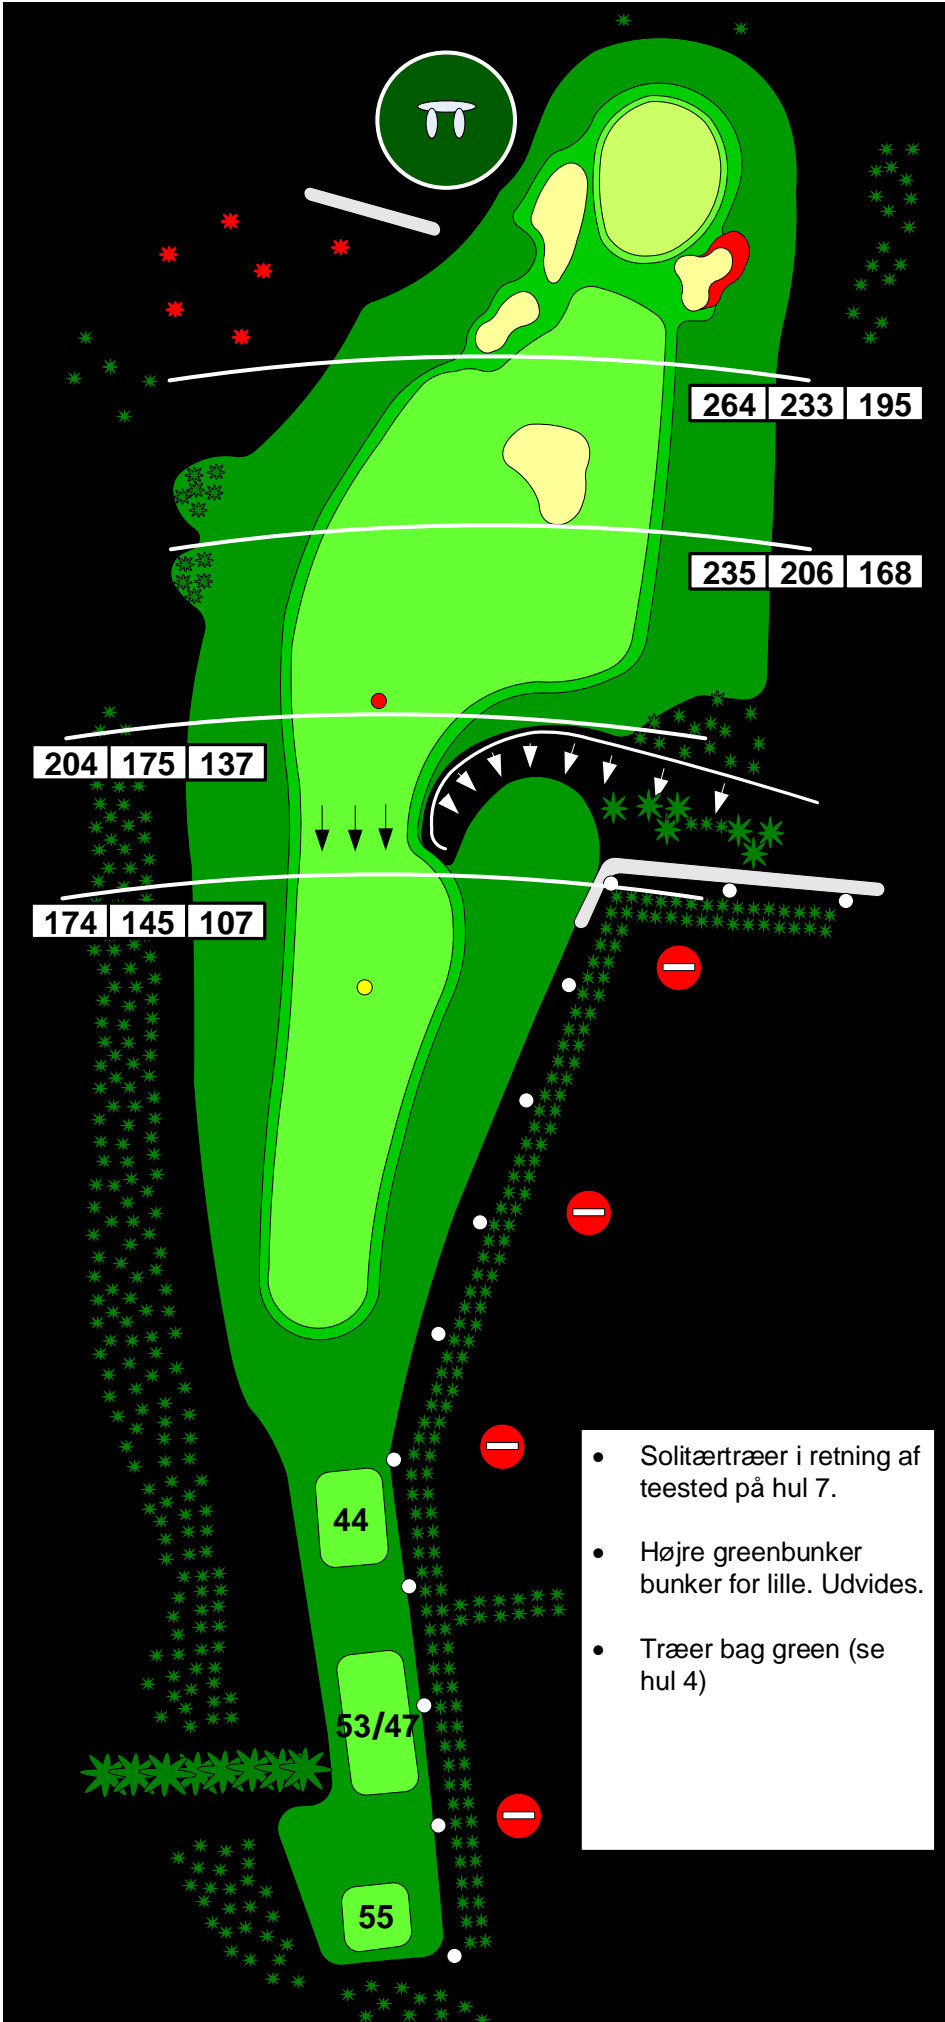 264 233 195
235 206 168
204 175 137
174 145 107
• Solitærtræer i retning af
teested på hul 7.
• Højre greenbunker
bunker for lille. Udvides.
• Træer bag green (se
hul 4)
44
53/47
55